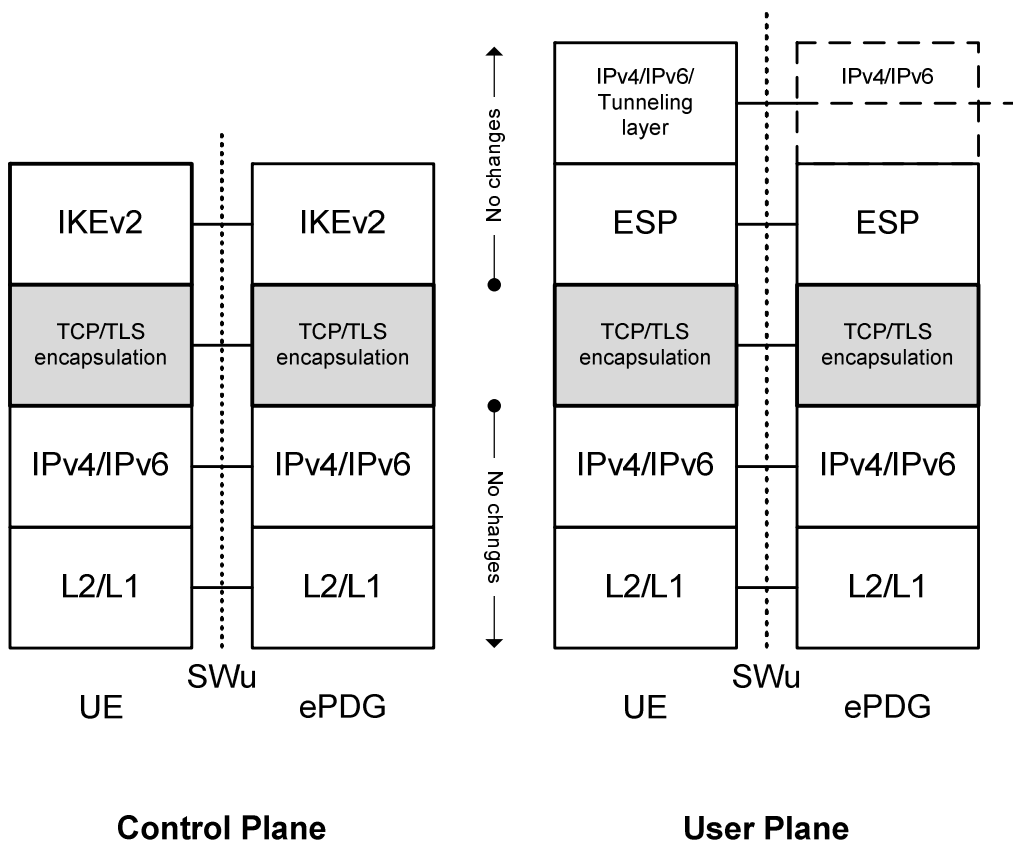 IKEv2
IKEv2
TCP/TLS
encapsulation
TCP/TLS
encapsulation
IPv4/IPv6
IPv4/IPv6
L2/L1
L2/L1
SWu
UE
ePDG
Control Plane
No changes
No changes
IPv4/IPv6/
Tunneling
layer
IPv4/IPv6
ESP
ESP
TCP/TLS
encapsulation
TCP/TLS
encapsulation
IPv4/IPv6
IPv4/IPv6
L2/L1
L2/L1
SWu
UE
ePDG
User Plane